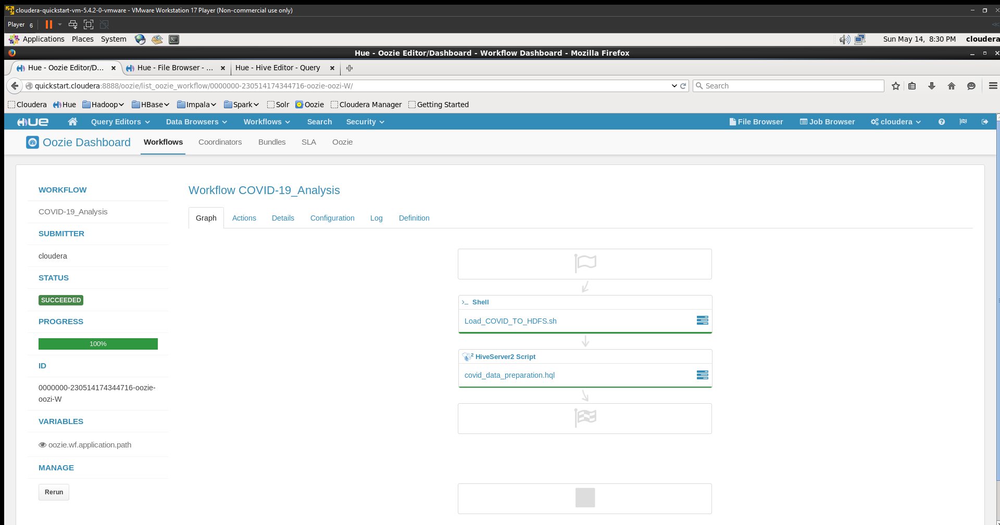 cloudera-quickstart-vm-5.4.2-0-vmware - VMware Workstation 17 Player (Non-commercial use only)
Player 6
Applications Places System Sun May 14, 8:30 PM cloudera
Hue - Oozie Editor/Dashboard - Workflow Dashboard - Mozilla Firefox
Hue - Oozie Editor/D... Hue - File Browser - ... Hue - Hive Editor - Query
quickstart.cloudera:8888/oozie/list_oozie_workflow/0000000-230514174344716-oozie-oozi-W/ Search
Cloudera Hue Hadoop HBase Impala Spark Solr Oozie Cloudera Manager Getting Started
HUE Query Editors Data Browsers Workflows Search Security File Browser Job Browser cloudera
Oozie Dashboard Workflows Coordinators Bundles SLA Oozie
WORKFLOW
COVID-19_Analysis
SUBMITTER
cloudera
STATUS
SUCCEEDED
PROGRESS
100%
ID
0000000-230514174344716-oozie-
oozi-W
VARIABLES
oozie.wf.application.path
MANAGE
Rerun
Workflow COVID-19_Analysis
Graph Actions Details Configuration Log Definition
Shell
Load_COVID_TO_HDFS.sh
2 HiveServer2 Script
covid_data_preparation.hql